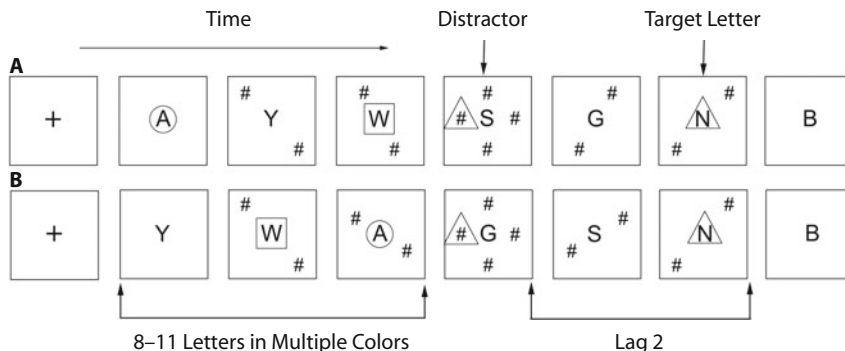 Time Distractor Target Letter
A
# # # # #
+ A Y W # S # G N B
# # # # #
B
# # # # #
+ Y W A # G # S N B
# # # # #
8–11 Letters in Multiple Colors Lag 2